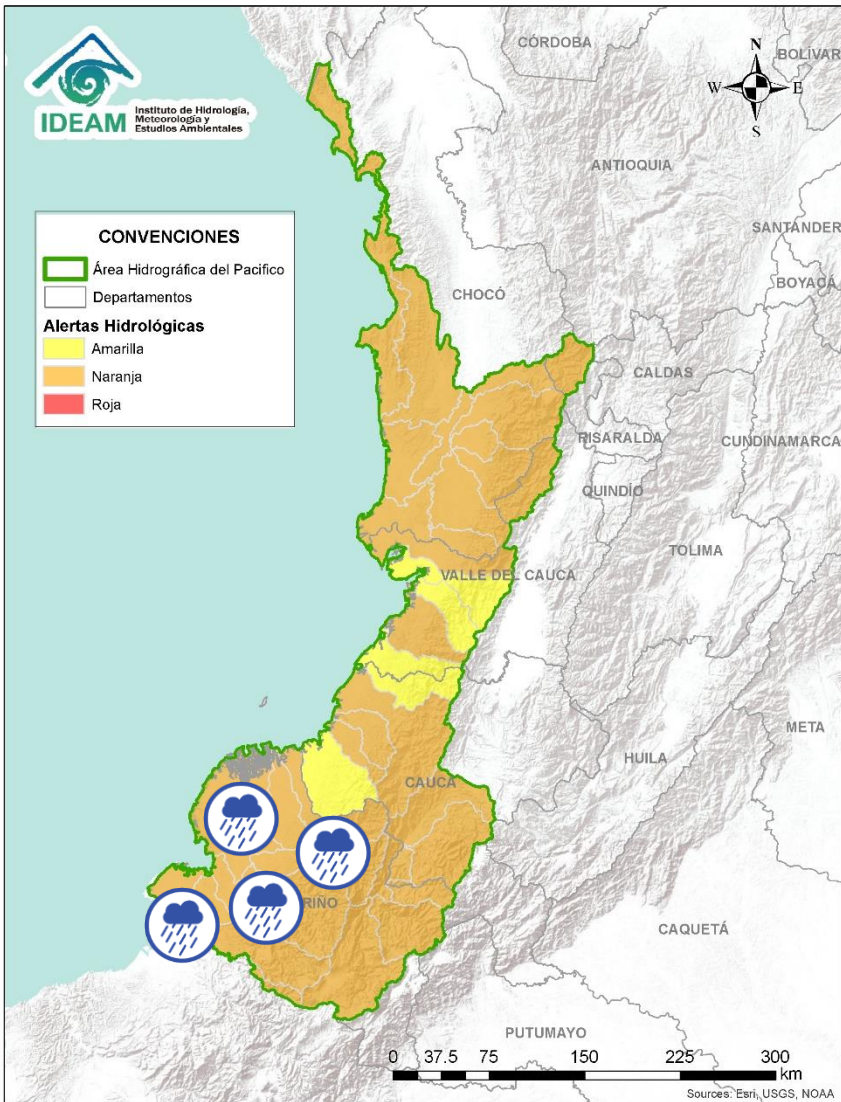 CÓRDOBA
BOLÍVAR
N
W
E
S
IDEAM
Instituto de Hidrología,
Meteorología y
Estudios Ambientales
ANTIOQUIA
SANTANDER
CONVENCIONES
Área Hidrográfica del Pacifico
Departamentos
Alertas Hidrológicas
Amarilla
Naranja
Roja
BOYACÁ
CHOCÓ
CALDAS
RISARALDA
CUNDINAMARCA
QUINDÍO
TOLIMA
VALLE DEL CAUCA
META
HUILA
CAUCA
RIÑO
CAQUETÁ
PUTUMAYO
0 37.5 75 150 225 300
km
Sources: Esri, USGS, NOAA